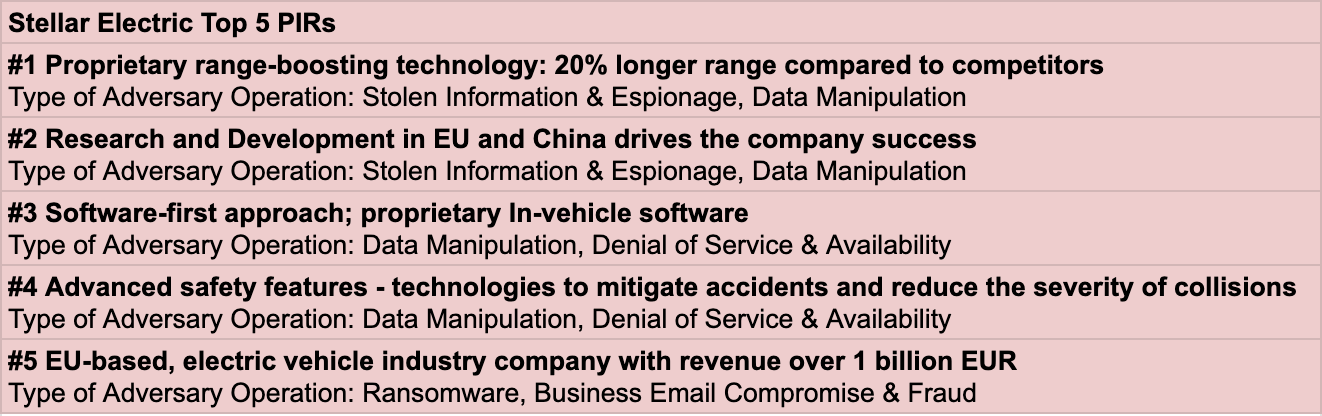 Stellar Electric Top 5 PIRs
#1 Proprietary range-boosting technology: 20% longer range compared to competitors
Type of Adversary Operation: Stolen Information & Espionage, Data Manipulation
#2 Research and Development in EU and China drives the company success
Type of Adversary Operation: Stolen Information & Espionage, Data Manipulation
#3 Software-first approach; proprietary In-vehicle software
Type of Adversary Operation: Data Manipulation, Denial of Service & Availability
#4 Advanced safety features - technologies to mitigate accidents and reduce the severity of collisions
Type of Adversary Operation: Data Manipulation, Denial of Service & Availability
#5 EU-based, electric vehicle industry company with revenue over 1 billion EUR
Type of Adversary Operation: Ransomware, Business Email Compromise & Fraud